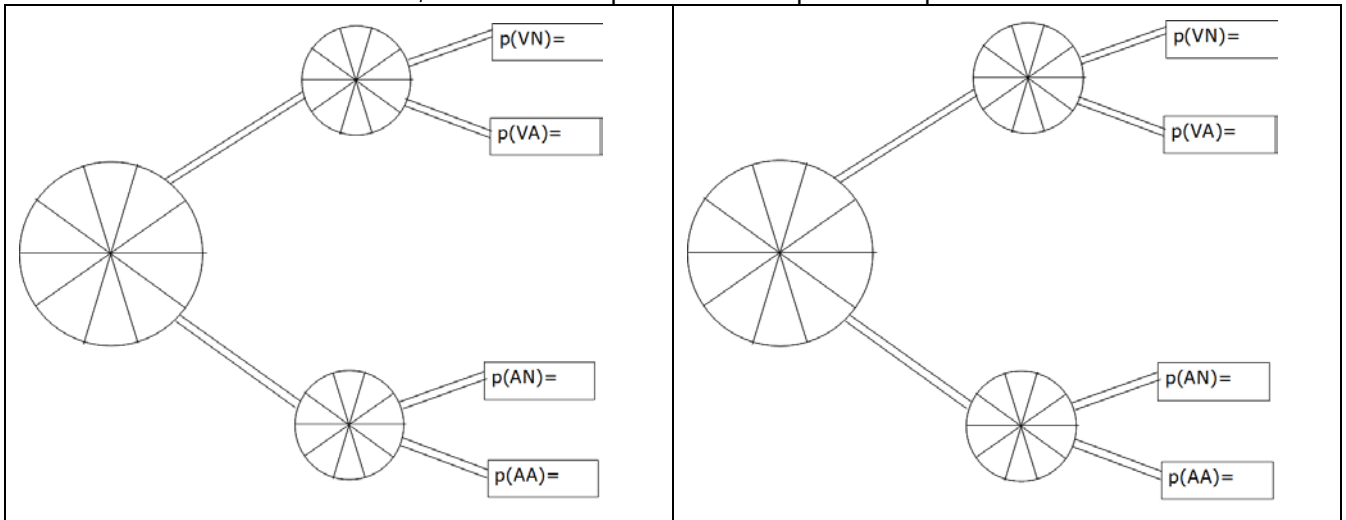 p(VN)=
p(VA)=
p(AN)=
p(AA)=
p(VN)=
p(VA)=
p(AN)=
p(AA)=